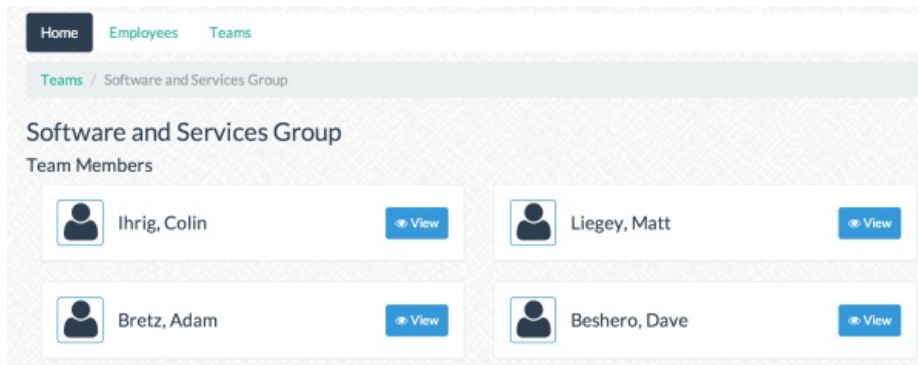 Home Employees Teams
Teams / Software and Services Group
Software and Services Group
Team Members
Ihrig, Colin View Liegey, Matt View
Bretz, Adam View Beshero, Dave View